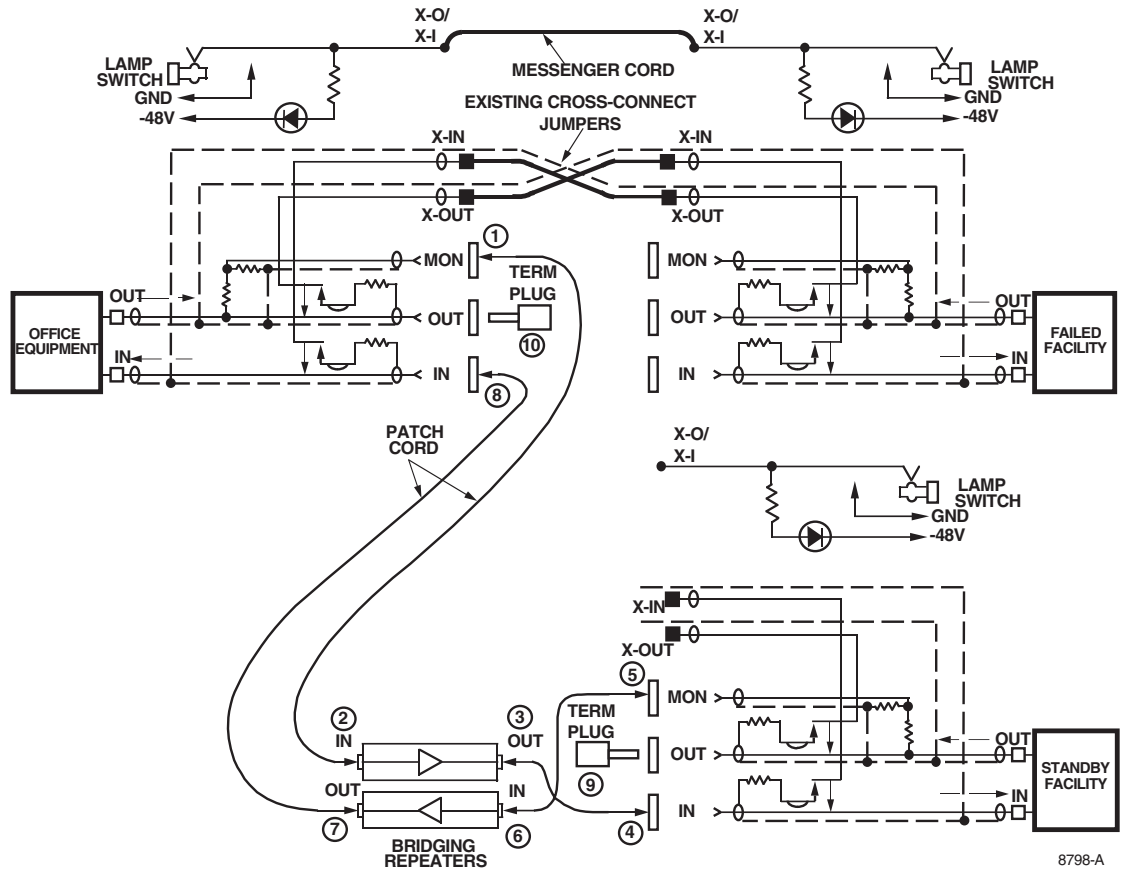 X-O/
X-I
X-O/
X-I
LAMP
SWITCH
GND
-48V
MESSENGER CORD
LAMP
SWITCH
GND
-48V
EXISTING CROSS-CONNECT
JUMPERS
X-IN
X-IN
X-OUT
X-OUT
1
MON
TERM
PLUG
MON
OUT
OUT
10
OUT
OUT
OFFICE
EQUIPMENT
FAILED
FACILITY
IN
IN
8
IN
IN
PATCH
CORD
X-O/
X-I
LAMP
SWITCH
GND
-48V
X-IN
X-OUT
5
MON
2
IN
3
OUT
TERM
PLUG
OUT
OUT
9
STANDBY
FACILITY
OUT
IN
IN
IN
7
6
4
BRIDGING
REPEATERS
8798-A